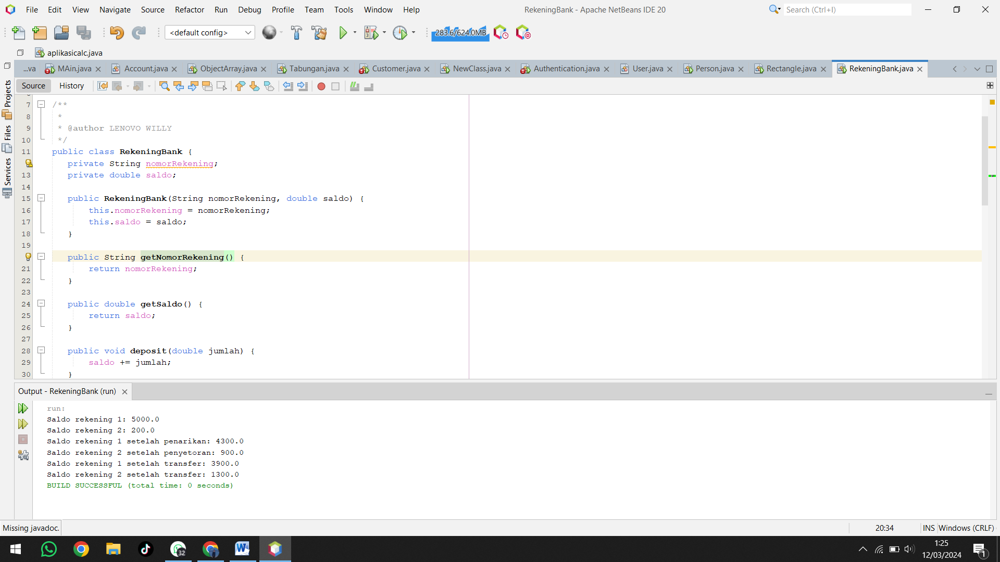 File Edit View Navigate Source Refactor Run Debug Profile Team Tools Window Help
RekeningBank - Apache NetBeans IDE 20
Search (Ctrl+I)
<default config>
283.6/624.0MB
aplikasicalc.java
...va MAin.java Account.java ObjectArray.java Tabungan.java Customer.java NewClass.java Authentication.java User.java Person.java Rectangle.java RekeningBank.java
Source History
Projects
Files
Services
7 /**
8 *
9 * @author LENOVO WILLY
10 */
11 public class RekeningBank {
private String nomorRekening;
13 private double saldo;
14
15 public RekeningBank(String nomorRekening, double saldo) {
16 this.nomorRekening = nomorRekening;
17 this.saldo = saldo;
18 }
19
public String getNomorRekening() {
21 return nomorRekening;
22 }
23
24 public double getSaldo() {
25 return saldo;
26 }
27
28 public void deposit(double jumlah) {
29 saldo += jumlah;
30 }
Output - RekeningBank (run)
run:
Saldo rekening 1: 5000.0
Saldo rekening 2: 200.0
Saldo rekening 1 setelah penarikan: 4300.0
Saldo rekening 2 setelah penyetoran: 900.0
Saldo rekening 1 setelah transfer: 3900.0
Saldo rekening 2 setelah transfer: 1300.0
BUILD SUCCESSFUL (total time: 0 seconds)
Missing javadoc.
20:34
INS Windows (CRLF)
32
1:25
12/03/2024
1